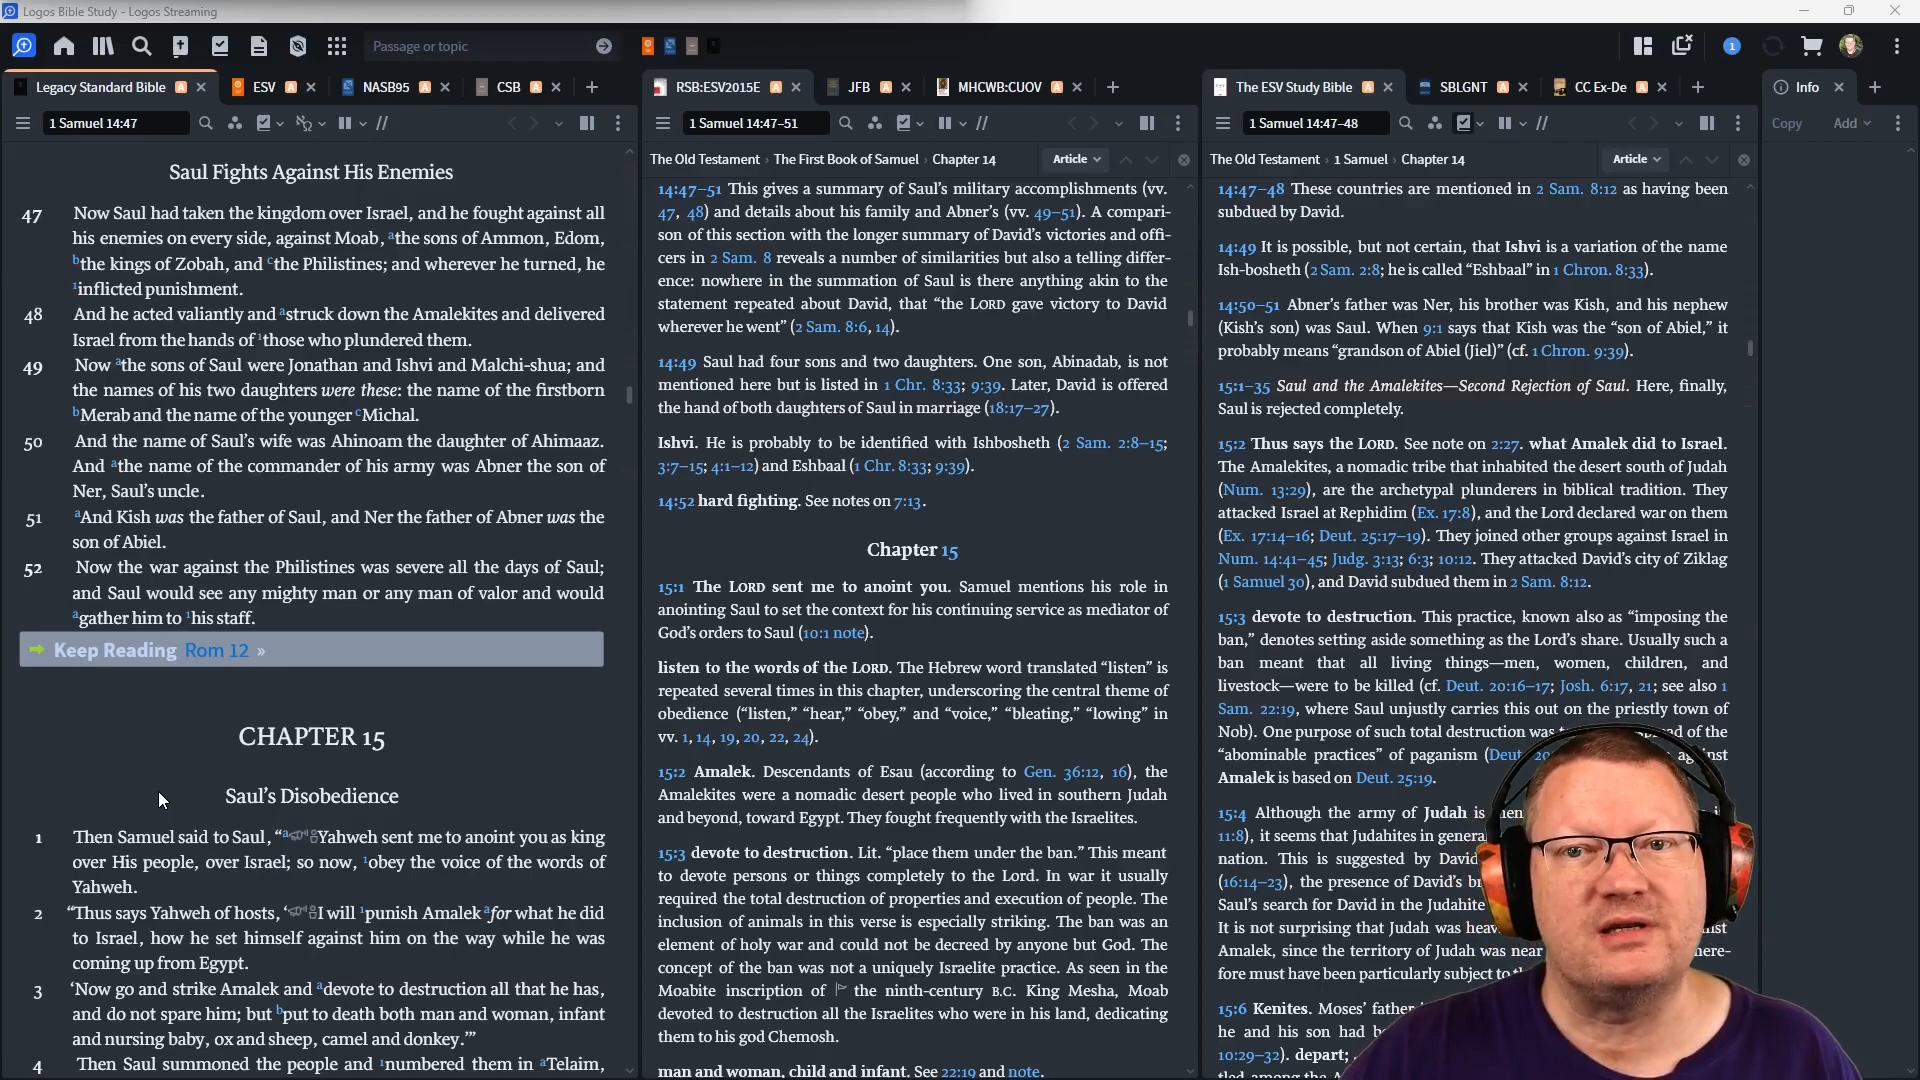 Logos Bible Study - Logos Streaming
Passage or topic
1
Legacy Standard Bible A
ESV A
NASB95 A
CSB A
RSB:ESV2015E A
JFB A
MHCWB:CUOV A
The ESV Study Bible A
SBLGNT A
CC Ex-De A
Info
1 Samuel 14:47
1 Samuel 14:47–51
1 Samuel 14:47–48
Copy Add
Saul Fights Against His Enemies
47 Now Saul had taken the kingdom over Israel, and he fought against all
his enemies on every side, against Moab, athe sons of Ammon, Edom,
bthe kings of Zobah, and cthe Philistines; and wherever he turned, he
1inflicted punishment.
48 And he acted valiantly and astruck down the Amalekites and delivered
Israel from the hands of 1those who plundered them.
49 Now athe sons of Saul were Jonathan and Ishvi and Malchi-shua; and
the names of his two daughters were these: the name of the firstborn
bMerab and the name of the younger cMichal.
50 And the name of Saul’s wife was Ahinoam the daughter of Ahimaaz.
And athe name of the commander of his army was Abner the son of
Ner, Saul’s uncle.
51 aAnd Kish was the father of Saul, and Ner the father of Abner was the
son of Abiel.
52 Now the war against the Philistines was severe all the days of Saul;
and Saul would see any mighty man or any man of valor and would
agather him to 1his staff.
Keep Reading Rom 12 »
CHAPTER 15
Saul’s Disobedience
1 Then Samuel said to Saul, “aYahweh sent me to anoint you as king
over His people, over Israel; so now, 1obey the voice of the words of
Yahweh.
2 “Thus says Yahweh of hosts, ‘I will 1punish Amalek afor what he did
to Israel, how he set himself against him on the way while he was
coming up from Egypt.
3 ‘Now go and strike Amalek and adevote to destruction all that he has,
and do not spare him; but bput to death both man and woman, infant
and nursing baby, ox and sheep, camel and donkey.’”
4 Then Saul summoned the people and 1numbered them in aTelaim,
The Old Testament › The First Book of Samuel › Chapter 14 Article
14:47–51 This gives a summary of Saul’s military accomplishments (vv.
47, 48) and details about his family and Abner’s (vv. 49–51). A compari-
son of this section with the longer summary of David’s victories and offi-
cers in 2 Sam. 8 reveals a number of similarities but also a telling differ-
ence: nowhere in the summation of Saul is there anything akin to the
statement repeated about David, that “the LORD gave victory to David
wherever he went” (2 Sam. 8:6, 14).
14:49 Saul had four sons and two daughters. One son, Abinadab, is not
mentioned here but is listed in 1 Chr. 8:33; 9:39. Later, David is offered
the hand of both daughters of Saul in marriage (18:17–27).
Ishvi. He is probably to be identified with Ishbosheth (2 Sam. 2:8–15;
3:7–15; 4:1–12) and Eshbaal (1 Chr. 8:33; 9:39).
14:52 hard fighting. See notes on 7:13.
Chapter 15
15:1 The LORD sent me to anoint you. Samuel mentions his role in
anointing Saul to set the context for his continuing service as mediator of
God’s orders to Saul (10:1 note).
listen to the words of the LORD. The Hebrew word translated “listen” is
repeated several times in this chapter, underscoring the central theme of
obedience (“listen,” “hear,” “obey,” and “voice,” “bleating,” “lowing” in
vv. 1, 14, 19, 20, 22, 24).
15:2 Amalek. Descendants of Esau (according to Gen. 36:12, 16), the
Amalekites were a nomadic desert people who lived in southern Judah
and beyond, toward Egypt. They fought frequently with the Israelites.
15:3 devote to destruction. Lit. “place them under the ban.” This meant
to devote persons or things completely to the Lord. In war it usually
required the total destruction of properties and execution of people. The
inclusion of animals in this verse is especially striking. The ban was an
element of holy war and could not be decreed by anyone but God. The
concept of the ban was not a uniquely Israelite practice. As seen in the
Moabite inscription of the ninth-century B.C. King Mesha, Moab
devoted to destruction all the Israelites who were in his land, dedicating
them to his god Chemosh.
man and woman, child and infant. See 22:19 and note.
The Old Testament › 1 Samuel › Chapter 14 Article
14:47–48 These countries are mentioned in 2 Sam. 8:12 as having been
subdued by David.
14:49 It is possible, but not certain, that Ishvi is a variation of the name
Ish-bosheth (2 Sam. 2:8; he is called “Eshbaal” in 1 Chron. 8:33).
14:50–51 Abner’s father was Ner, his brother was Kish, and his nephew
(Kish’s son) was Saul. When 9:1 says that Kish was the “son of Abiel,” it
probably means “grandson of Abiel (Jiel)” (cf. 1 Chron. 9:39).
15:1–35 Saul and the Amalekites—Second Rejection of Saul. Here, finally,
Saul is rejected completely.
15:2 Thus says the LORD. See note on 2:27. what Amalek did to Israel.
The Amalekites, a nomadic tribe that inhabited the desert south of Judah
(Num. 13:29), are the archetypal plunderers in biblical tradition. They
attacked Israel at Rephidim (Ex. 17:8), and the Lord declared war on them
(Ex. 17:14–16; Deut. 25:17–19). They joined other groups against Israel in
Num. 14:41–45; Judg. 3:13; 6:3; 10:12. They attacked David’s city of Ziklag
(1 Samuel 30), and David subdued them in 2 Sam. 8:12.
15:3 devote to destruction. This practice, known also as “imposing the
ban,” denotes setting aside something as the Lord’s share. Usually such a
ban meant that all living things—men, women, children, and
livestock—were to be killed (cf. Deut. 20:16–17; Josh. 6:17, 21; see also 1
Sam. 22:19, where Saul unjustly carries this out on the priestly town of
Nob). One purpose of such total destruction was of the
“abominable practices” of paganism (Deut.
Amalek is based on Deut. 25:19.
15:4 Although the army of Judah is
11:8), it seems that Judahites in
nation. This is suggested by David
(16:14–23), the presence of David’s
Saul’s search for David in the Judahite
It is not surprising that Judah was
Amalek, since the territory of Judah was near
fore must have been particularly subject to
15:6 Kenites. Moses’ father
he and his son had
10:29–32). depart;